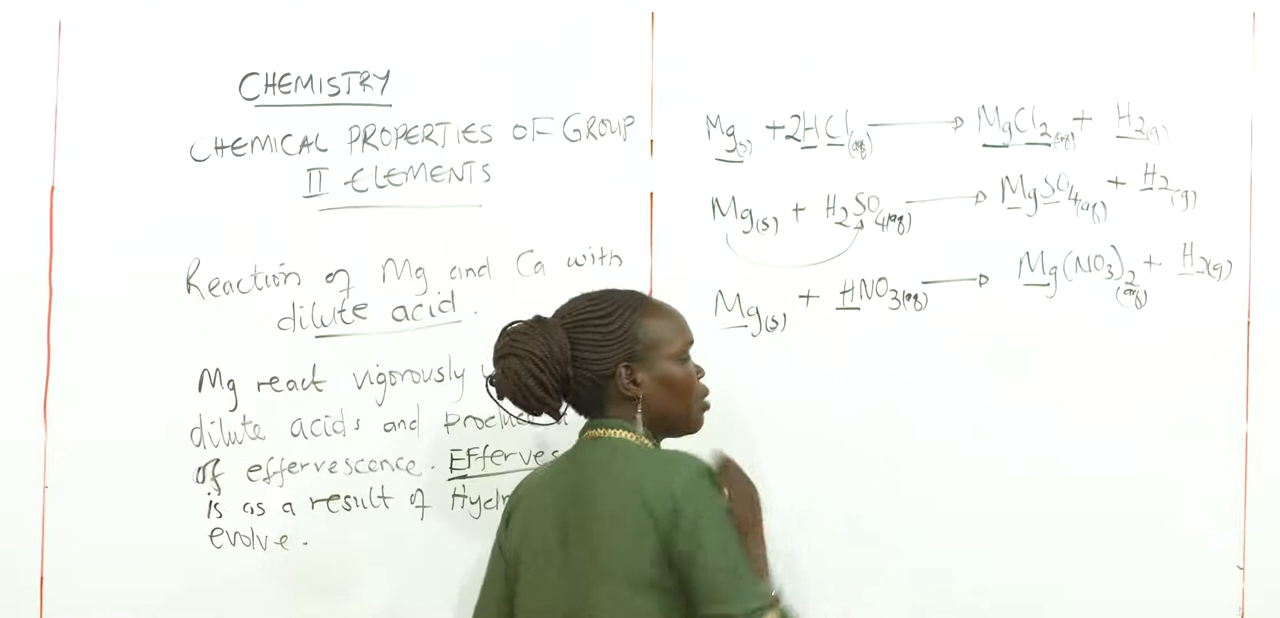 CHEMISTRY
CHEMICAL PROPERTIES OF GROUP
II ELEMENTS
Reaction of Mg and Ca with
dilute acid.
Mg react vigorously
dilute acids and produce
of effervescence. Efferves
is as a result of Hydr
evolve.
Mg(s) + 2HCl(aq) → MgCl2(aq) + H2(g)
Mg(s) + H2SO4(aq) → MgSO4(aq) + H2(g)
Mg(s) + HNO3(aq) → Mg(NO3)2(aq) + H2(g)